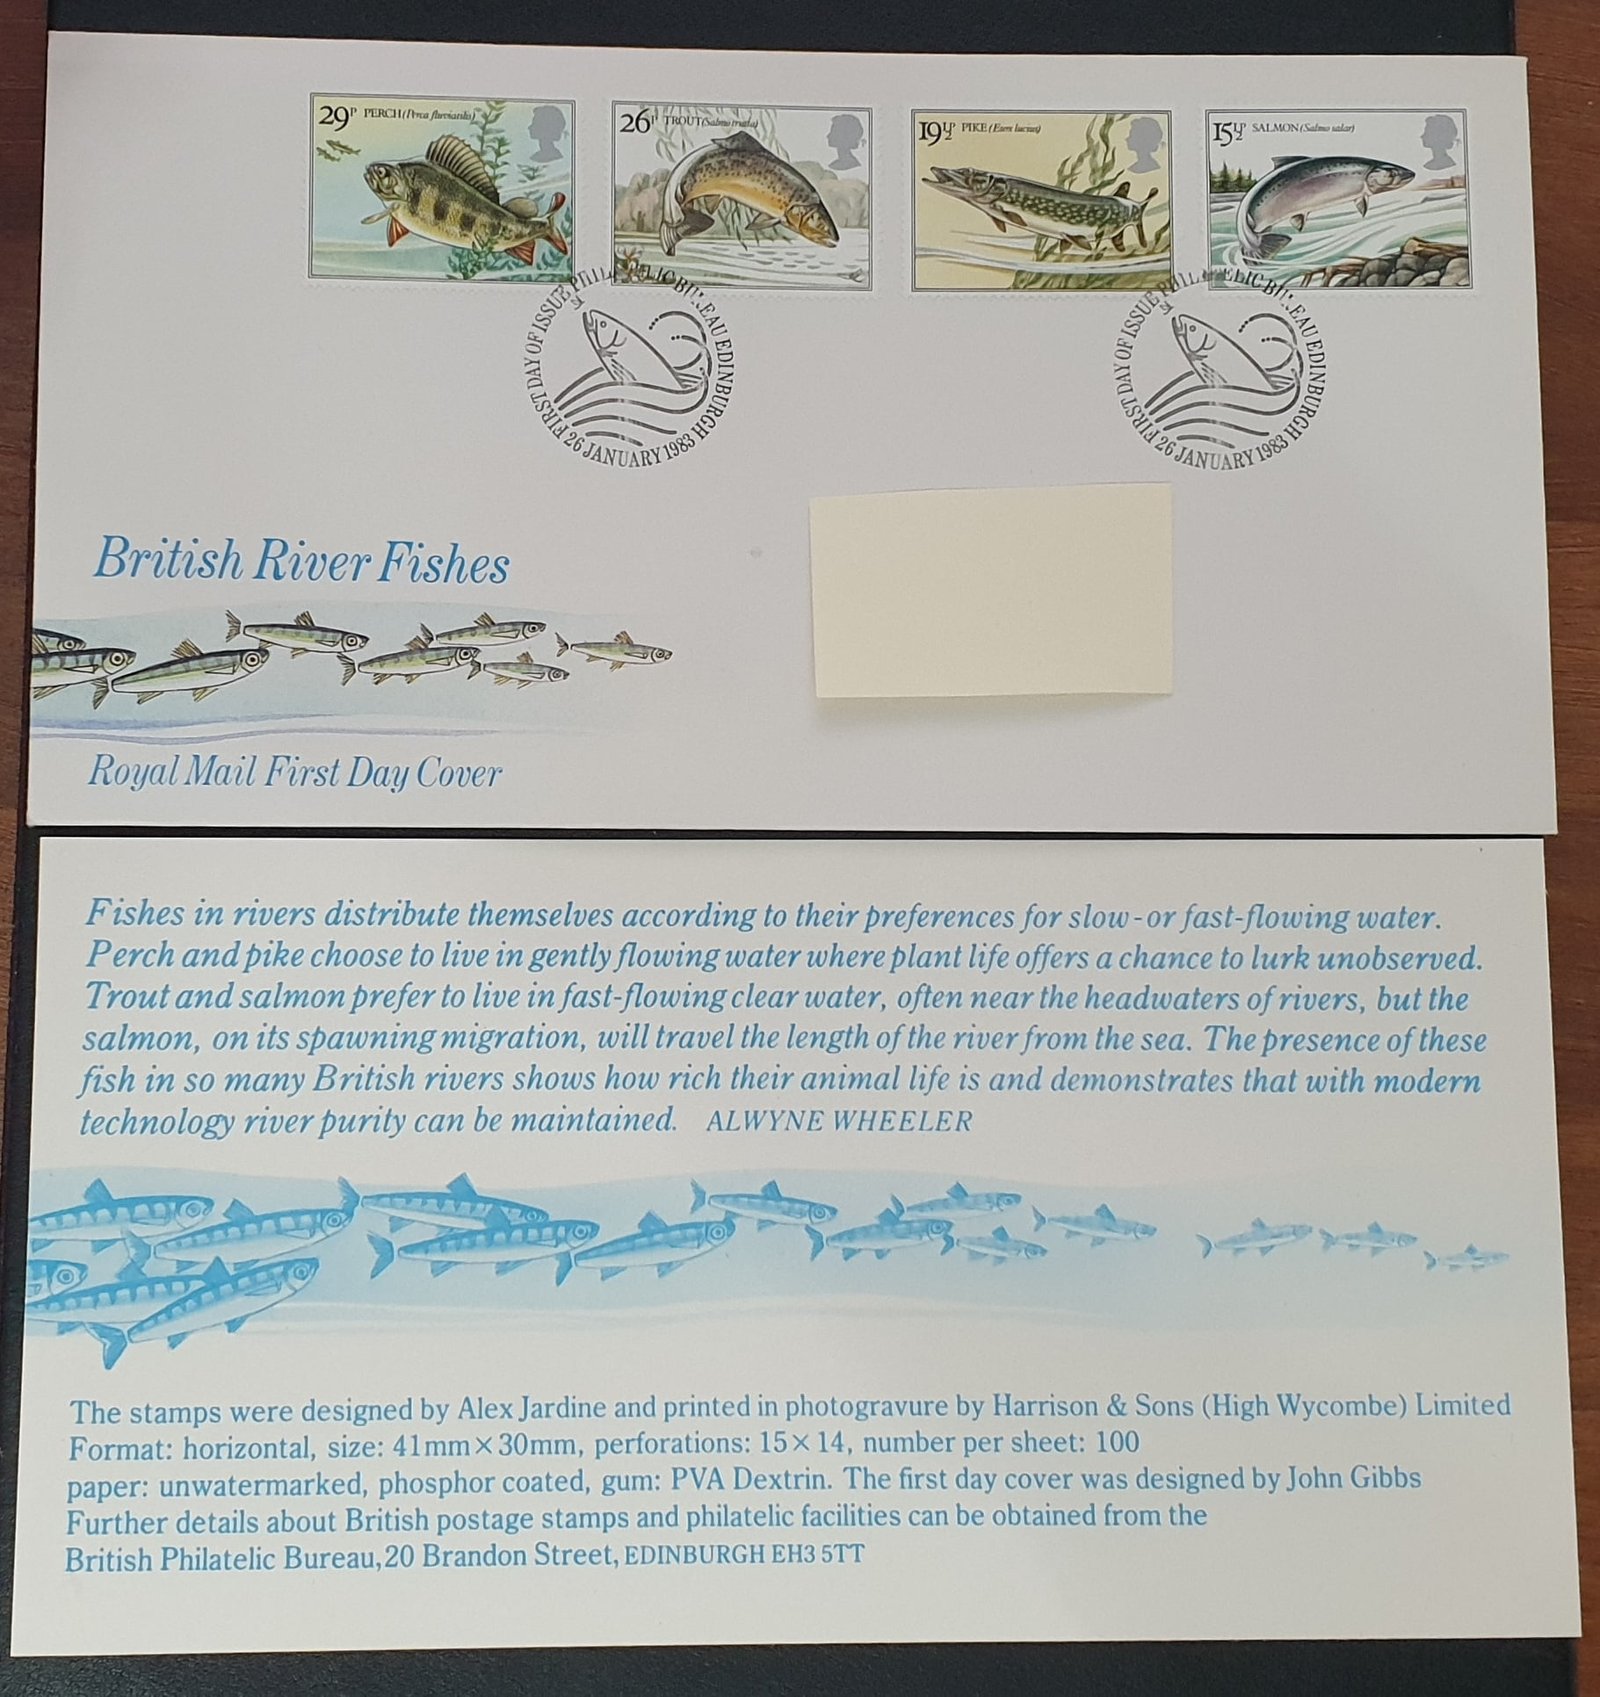 29P PERCH (Perca fluviatilis)
26P TROUT (Salmo trutta)
19½P PIKE (Esox lucius)
15½P SALMON (Salmo salar)
FIRST DAY OF ISSUE PHILATELIC BUREAU EDINBURGH
26 JANUARY 1983
FIRST DAY OF ISSUE PHILATELIC BUREAU EDINBURGH
26 JANUARY 1983
British River Fishes
Royal Mail First Day Cover
Fishes in rivers distribute themselves according to their preferences for slow-or fast-flowing water.
Perch and pike choose to live in gently flowing water where plant life offers a chance to lurk unobserved.
Trout and salmon prefer to live in fast-flowing clear water, often near the headwaters of rivers, but the
salmon, on its spawning migration, will travel the length of the river from the sea. The presence of these
fish in so many British rivers shows how rich their animal life is and demonstrates that with modern
technology river purity can be maintained. ALWYNE WHEELER
The stamps were designed by Alex Jardine and printed in photogravure by Harrison & Sons (High Wycombe) Limited
Format: horizontal, size: 41mm×30mm, perforations: 15×14, number per sheet: 100
paper: unwatermarked, phosphor coated, gum: PVA Dextrin. The first day cover was designed by John Gibbs
Further details about British postage stamps and philatelic facilities can be obtained from the
British Philatelic Bureau, 20 Brandon Street, EDINBURGH EH3 5TT